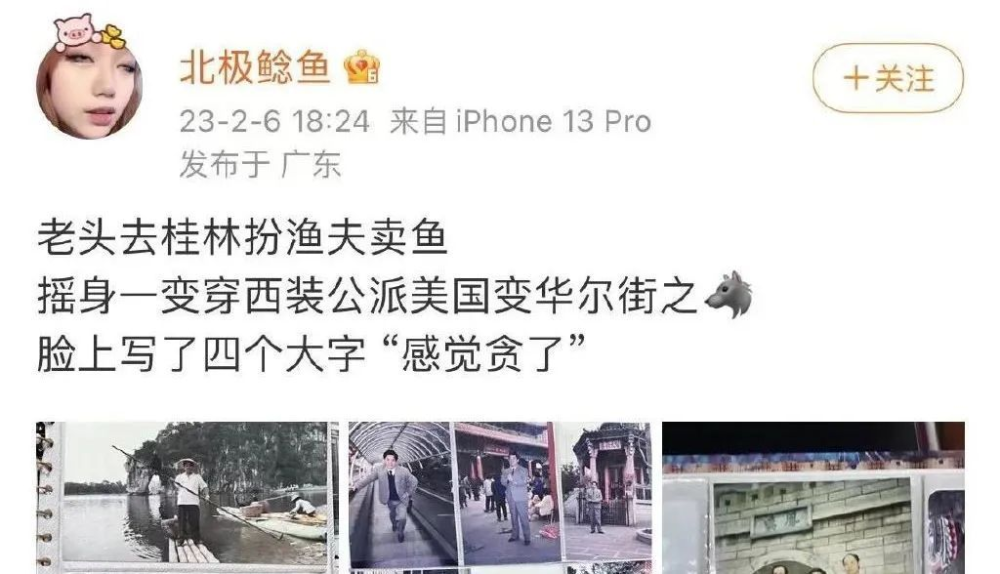 北极鲶鱼
23-2-6 18:24 来自 iPhone 13 Pro
发布于 广东
+关注
老头去桂林扮渔夫卖鱼
摇身一变穿西装公派美国变华尔街之🐺
脸上写了四个大字 “感觉贪了”